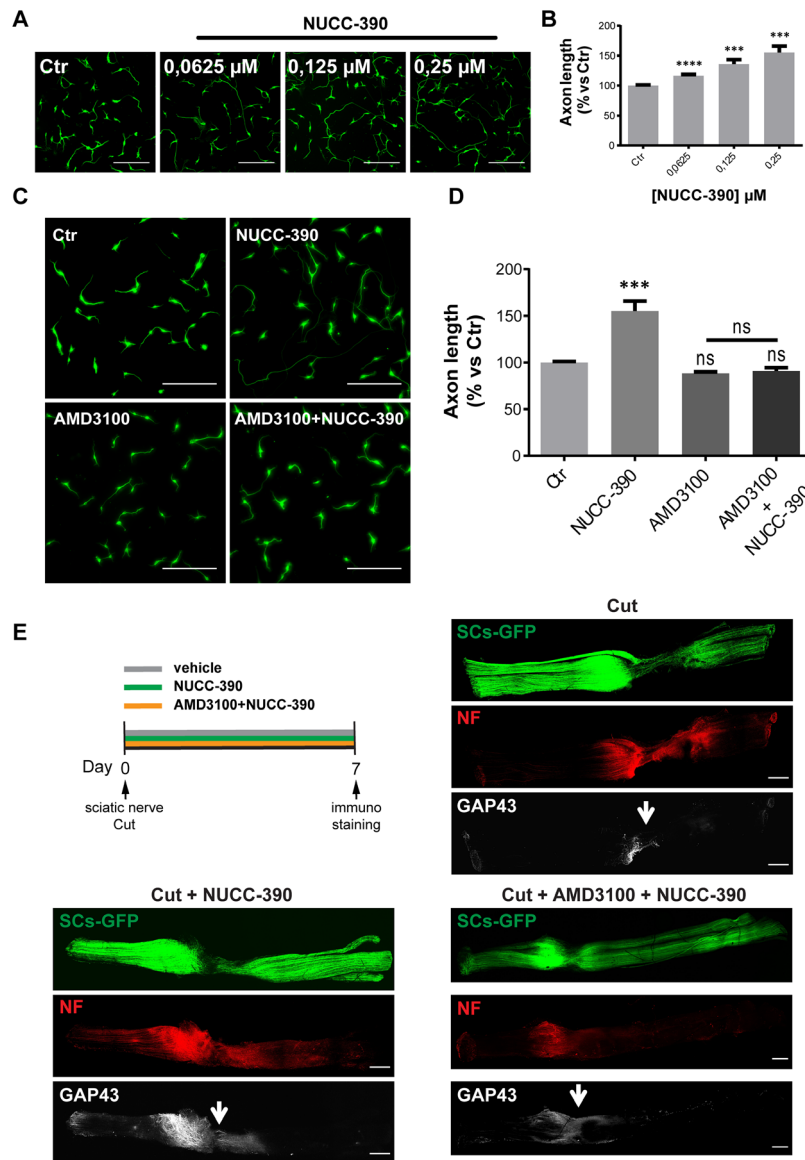 A
NUCC-390
Ctr
0,0625 µM
0,125 µM
0,25 µM
B
Axon length
(% vs Ctr)
200
150
100
50
0
****
***
***
Ctr
0,0625
0,125
0,25
[NUCC-390] µM
C
Ctr
NUCC-390
AMD3100
AMD3100+NUCC-390
D
Axon length
(% vs Ctr)
200
150
100
50
0
***
ns
ns
ns
Ctr
NUCC-390
AMD3100
AMD3100
+
NUCC-390
E
vehicle
NUCC-390
AMD3100+NUCC-390
Day
0
7
sciatic nerve
Cut
immuno
staining
Cut
SCs-GFP
NF
GAP43
Cut + NUCC-390
SCs-GFP
NF
GAP43
Cut + AMD3100 + NUCC-390
SCs-GFP
NF
GAP43